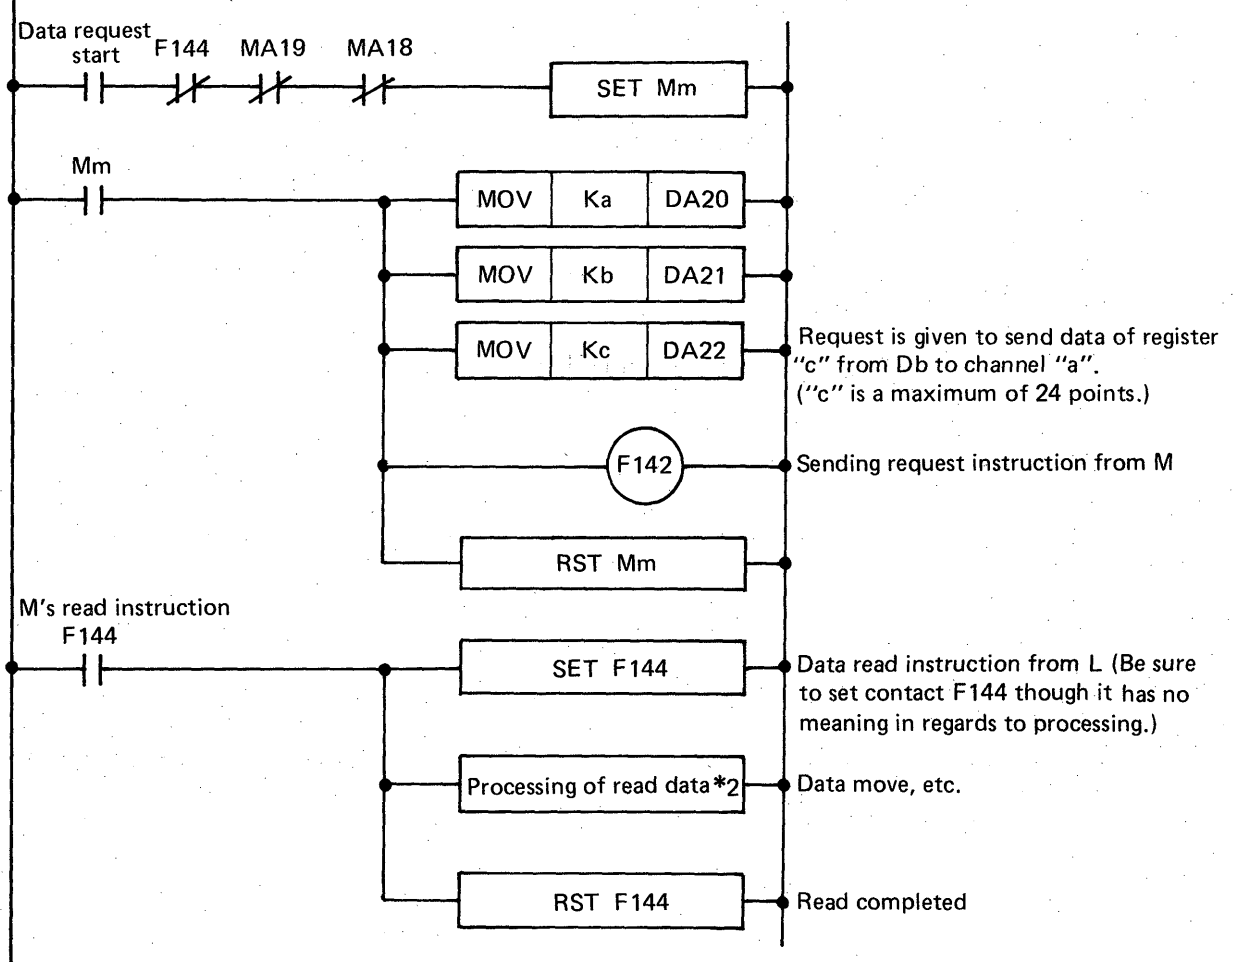 Data request
start
F144
MA19
MA18
SET Mm
Mm
MOV Ka DA20
MOV Kb DA21
MOV Kc DA22
Request is given to send data of register
"c" from Db to channel "a".
("c" is a maximum of 24 points.)
F142
Sending request instruction from M
RST Mm
M's read instruction
F144
SET F144
Data read instruction from L (Be sure
to set contact F144 though it has no
meaning in regards to processing.)
Processing of read data*2
Data move, etc.
RST F144
Read completed